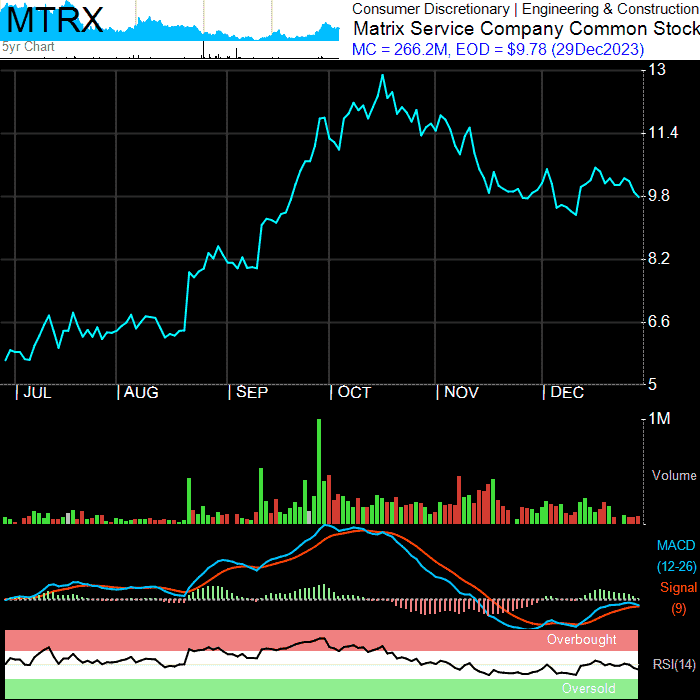 MTRX
5yr Chart
Consumer Discretionary | Engineering & Construction
Matrix Service Company Common Stock
MC = 266.2M, EOD = $9.78 (29Dec2023)
13
11.4
9.8
8.2
6.6
5
| JUL | AUG | SEP | OCT | NOV | DEC
1M
Volume
MACD
(12-26)
Signal
(9)
Overbought
RSI(14)
Oversold